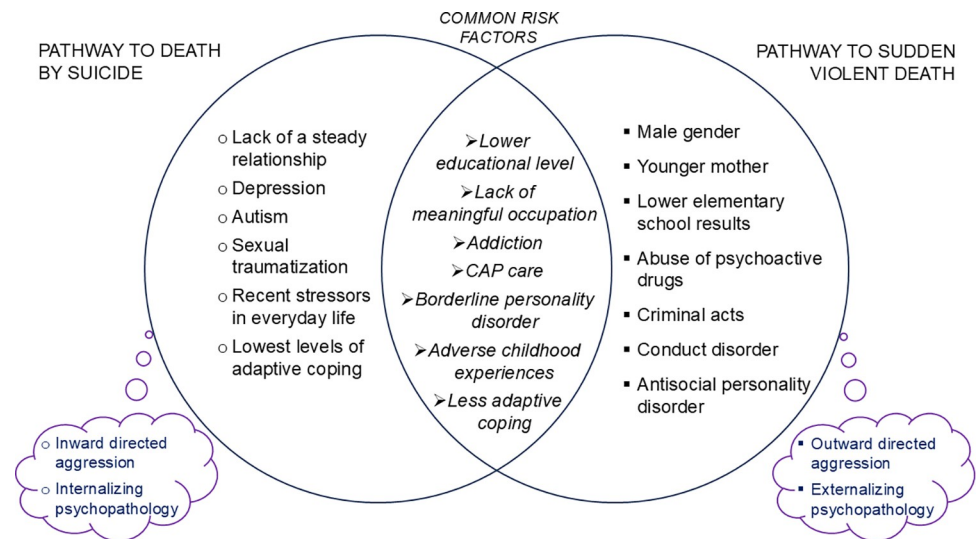 COMMON RISK
FACTORS
PATHWAY TO DEATH
BY SUICIDE
PATHWAY TO SUDDEN
VIOLENT DEATH
o Lack of a steady
relationship
o Depression
o Autism
o Sexual
traumatization
o Recent stressors
in everyday life
o Lowest levels of
adaptive coping
➢Lower
educational level
➢Lack of
meaningful occupation
➢Addiction
➢CAP care
➢Borderline personality
disorder
➢Adverse childhood
experiences
➢Less adaptive
coping
▪ Male gender
▪ Younger mother
▪ Lower elementary
school results
▪ Abuse of psychoactive
drugs
▪ Criminal acts
▪ Conduct disorder
▪ Antisocial personality
disorder
o Inward directed
aggression
o Internalizing
psychopathology
▪ Outward directed
aggression
▪ Externalizing
psychopathology